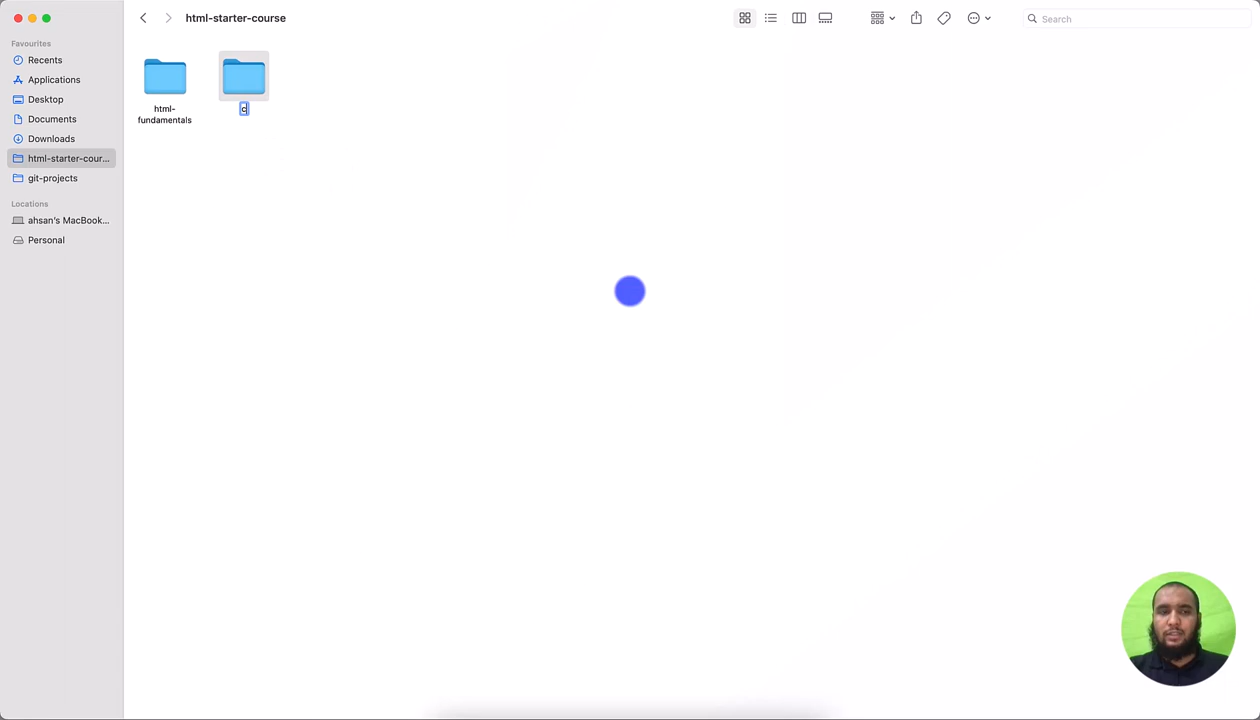 html-starter-course
Search
Favourites
Recents
Applications
Desktop
Documents
Downloads
html-starter-cour...
git-projects
Locations
ahsan's MacBook...
Personal
html-
fundamentals
c